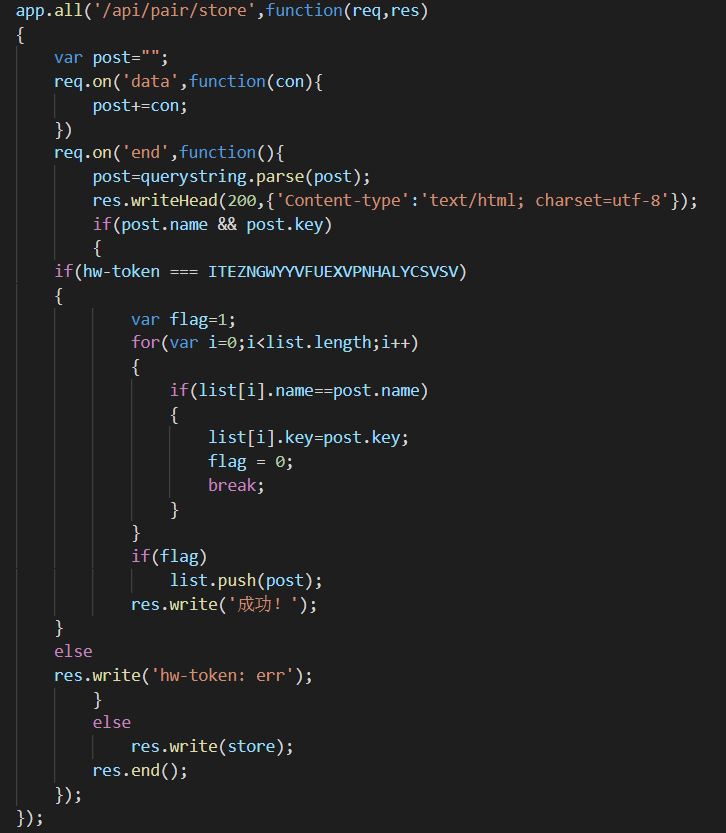 app.all('/api/pair/store',function(req,res)
{
    var post="";
    req.on('data',function(con){
        post+=con;
    })
    req.on('end',function(){
        post=querystring.parse(post);
        res.writeHead(200,{'Content-type':'text/html; charset=utf-8'});
        if(post.name && post.key)
        {
    if(hw-token === ITEZNGWYYVFUEXVPNHALYCSVSV)
    {
            var flag=1;
            for(var i=0;i<list.length;i++)
            {
                if(list[i].name==post.name)
                {
                    list[i].key=post.key;
                    flag = 0;
                    break;
                }
            }
            if(flag)
                list.push(post);
            res.write('成功！');
    }
    else
    res.write('hw-token: err');
        }
        else
            res.write(store);
        res.end();
    });
});